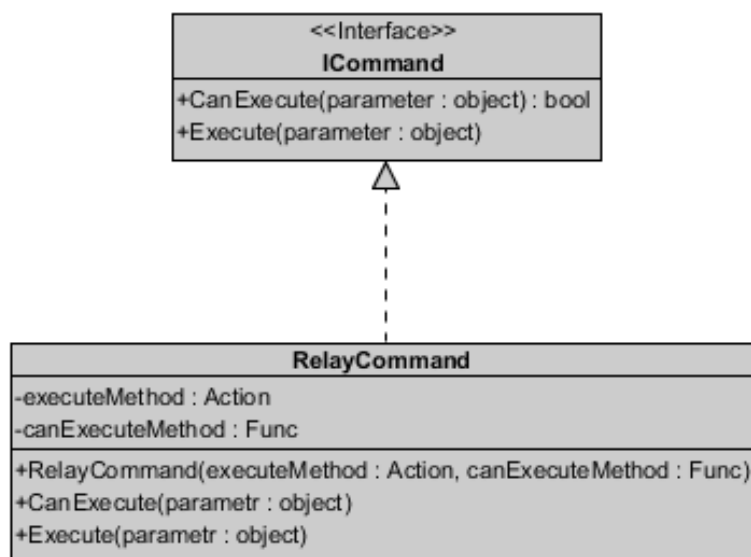 <<Interface>>
ICommand
+CanExecute(parameter : object) : bool
+Execute(parameter : object)
RelayCommand
-executeMethod : Action
-canExecuteMethod : Func
+RelayCommand(executeMethod : Action, canExecuteMethod : Func)
+CanExecute(parametr : object)
+Execute(parametr : object)